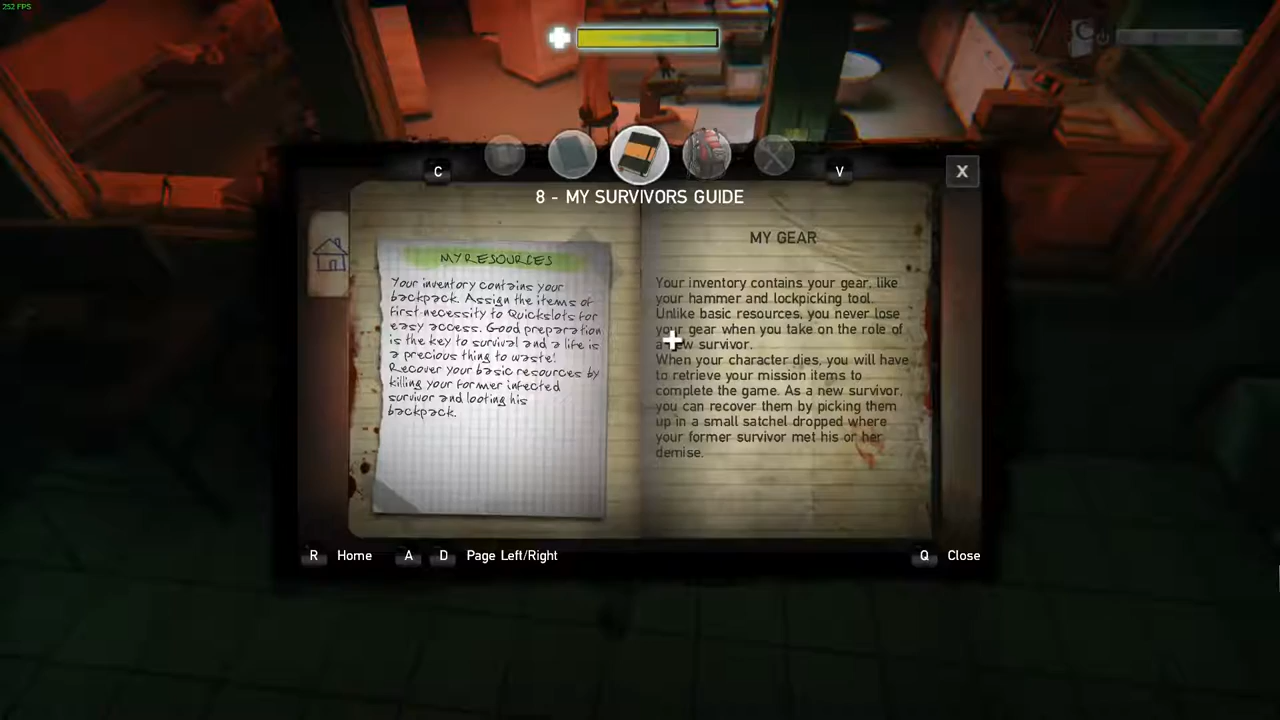 252 FPS
C
V
X
8 - MY SURVIVORS GUIDE
MY RESOURCES
Your inventory contains your
backpack. Assign the items of
first necessity to Quickslots for
easy access. Good preparation
is the key to survival and a life is
a precious thing to waste!
Recover your basic resources by
killing your former infected
survivor and looting his
backpack.
MY GEAR
Your inventory contains your gear, like
your hammer and lockpicking tool.
Unlike basic resources, you never lose
your gear when you take on the role of
a new survivor.
When your character dies, you will have
to retrieve your mission items to
complete the game. As a new survivor,
you can recover them by picking them
up in a small satchel dropped where
your former survivor met his or her
demise.
R Home A D Page Left/Right Q Close